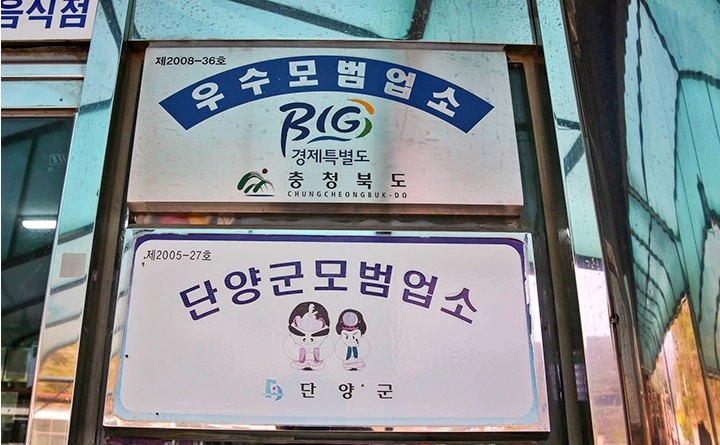 음식점
제2008-36호
우수모범업소
BIG
경제특별도
충청북도
CHUNGCHEONGBUK-DO
제2005-27호
단양군모범업소
단양군